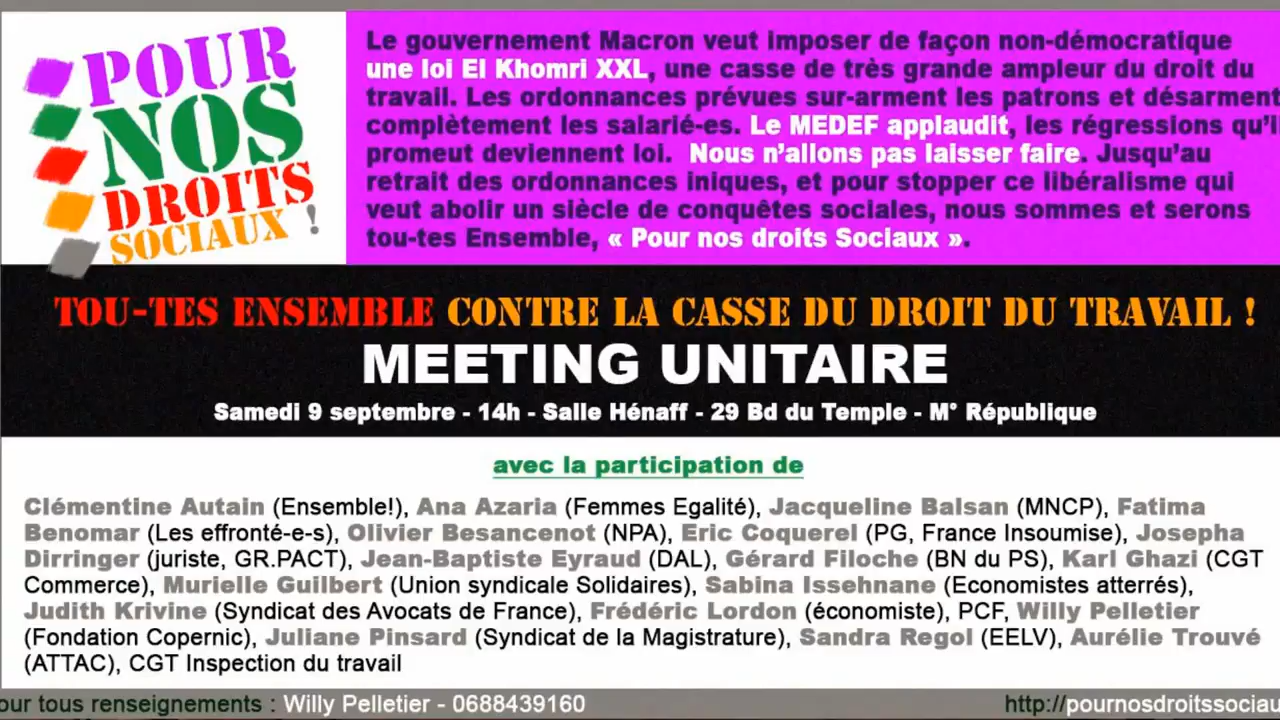 POUR
NOS
DROITS
SOCIAUX !
Le gouvernement Macron veut imposer de façon non-démocratique
une loi El Khomri XXL, une casse de très grande ampleur du droit du
travail. Les ordonnances prévues sur-arment les patrons et désarment
complètement les salarié-es. Le MEDEF applaudit, les régressions qu'il
promeut deviennent loi. Nous n'allons pas laisser faire. Jusqu'au
retrait des ordonnances iniques, et pour stopper ce libéralisme qui
veut abolir un siècle de conquêtes sociales, nous sommes et serons
tou-tes Ensemble, « Pour nos droits Sociaux ».
TOU-TES ENSEMBLE CONTRE LA CASSE DU DROIT DU TRAVAIL !
MEETING UNITAIRE
Samedi 9 septembre - 14h - Salle Hénaff - 29 Bd du Temple - M° République
avec la participation de
Clémentine Autain (Ensemble!), Ana Azaria (Femmes Egalité), Jacqueline Balsan (MNCP), Fatima
Benomar (Les effronté-e-s), Olivier Besancenot (NPA), Eric Coquerel (PG, France Insoumise), Josepha
Dirringer (juriste, GR.PACT), Jean-Baptiste Eyraud (DAL), Gérard Filoche (BN du PS), Karl Ghazi (CGT
Commerce), Murielle Guilbert (Union syndicale Solidaires), Sabina Issehnane (Economistes atterrés),
Judith Krivine (Syndicat des Avocats de France), Frédéric Lordon (économiste), PCF, Willy Pelletier
(Fondation Copernic), Juliane Pinsard (Syndicat de la Magistrature), Sandra Regol (EELV), Aurélie Trouvé
(ATTAC), CGT Inspection du travail
our tous renseignements : Willy Pelletier - 0688439160
http://pournosdroitssociau